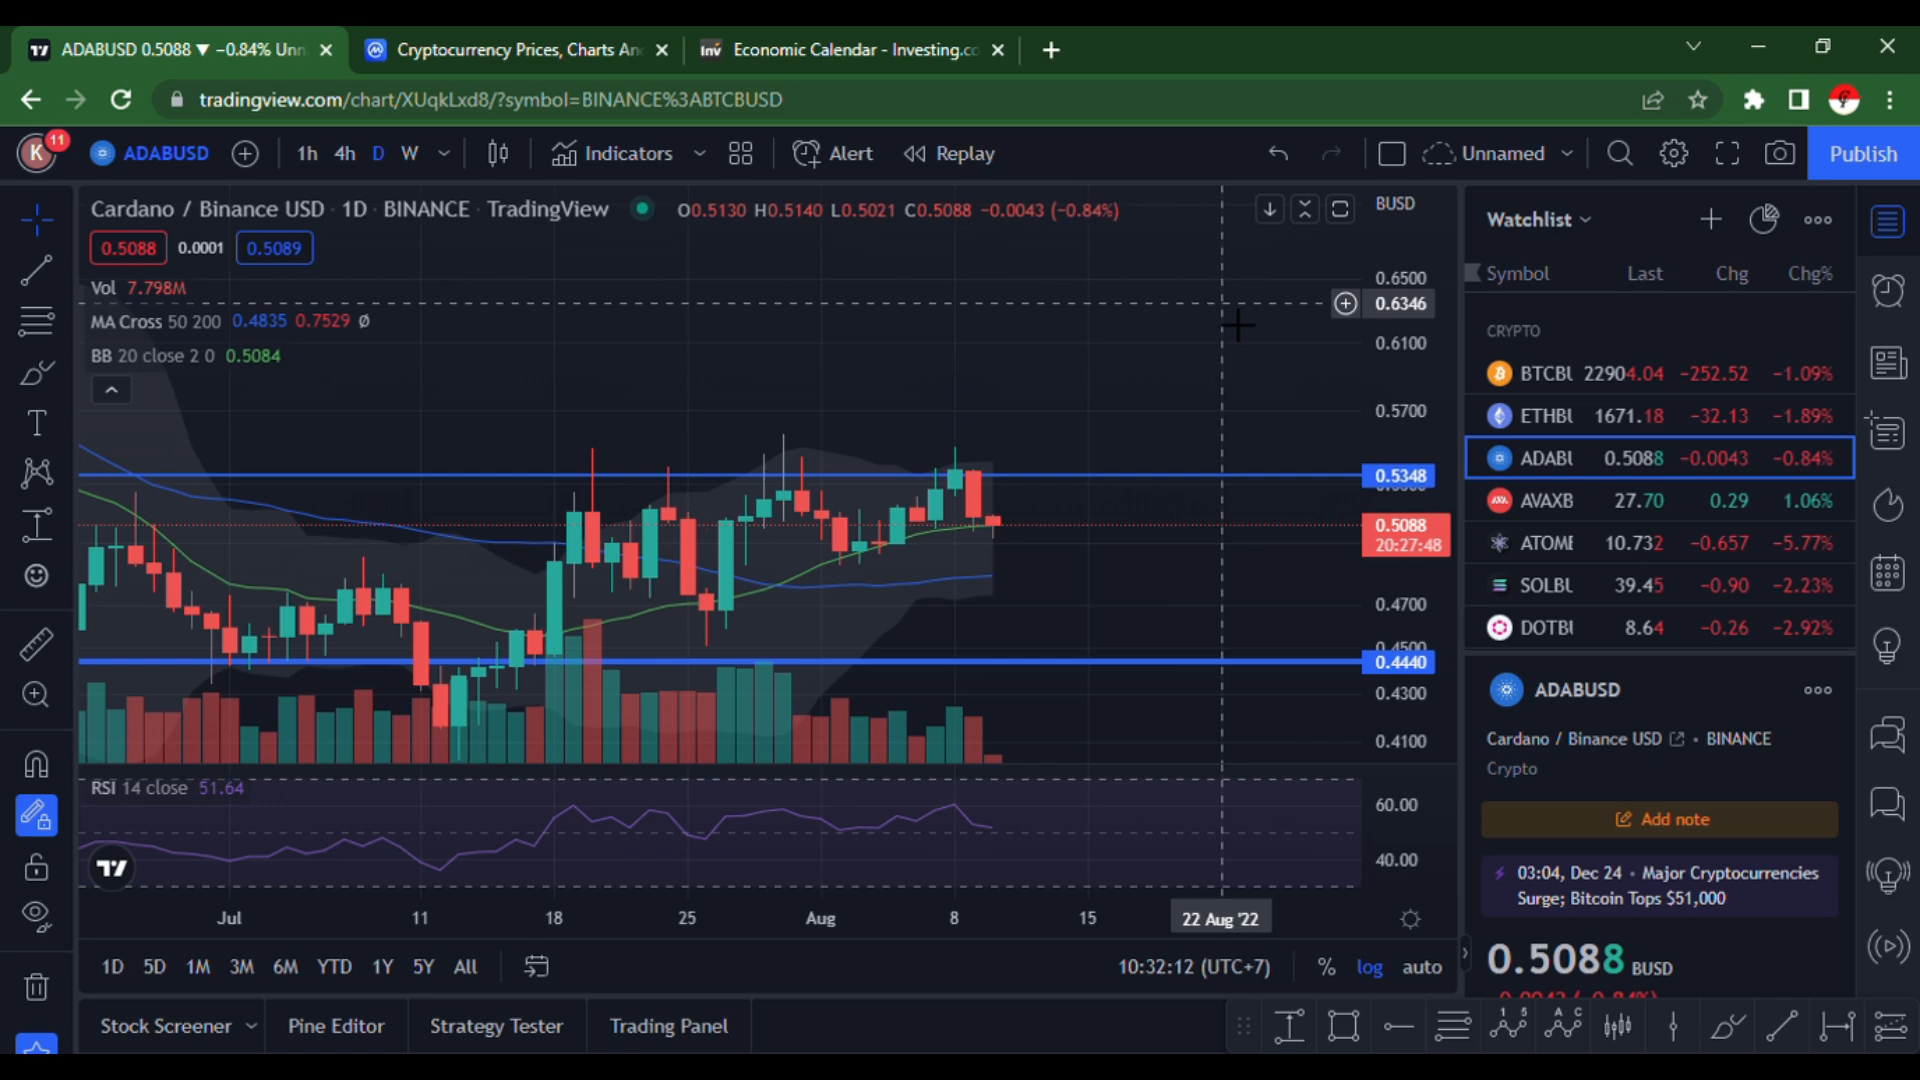 ADABUSD 0.5088 ▼ −0.84% Unn
Cryptocurrency Prices, Charts An
Inv Economic Calendar - Investing.co
tradingview.com/chart/XUqkLxd8/?symbol=BINANCE%3ABTCBUSD
K 11 ADABUSD 1h 4h D W Indicators Alert Replay Unnamed Publish
Cardano / Binance USD · 1D · BINANCE · TradingView O0.5130 H0.5140 L0.5021 C0.5088 −0.0043 (−0.84%)
0.5088 0.0001 0.5089
Vol 7.798M
MA Cross 50 200 0.4835 0.7529 Ø
BB 20 close 2 0 0.5084
BUSD
0.6500
0.6346
0.6100
0.5700
0.5348
0.5088
20:27:48
0.4700
0.4500
0.4440
0.4300
0.4100
RSI 14 close 51.64
60.00
40.00
Jul 11 18 25 Aug 8 15 22 Aug '22
1D 5D 1M 3M 6M YTD 1Y 5Y All 10:32:12 (UTC+7) % log auto
Stock Screener Pine Editor Strategy Tester Trading Panel
Watchlist
Symbol Last Chg Chg%
CRYPTO
BTCBU 22904.04 −252.52 −1.09%
ETHBU 1671.18 −32.13 −1.89%
ADABU 0.5088 −0.0043 −0.84%
AVAXB 27.70 0.29 1.06%
ATOME 10.732 −0.657 −5.77%
SOLBU 39.45 −0.90 −2.23%
DOTBU 8.64 −0.26 −2.92%
ADABUSD
Cardano / Binance USD • BINANCE
Crypto
Add note
03:04, Dec 24 • Major Cryptocurrencies
Surge; Bitcoin Tops $51,000
0.5088 BUSD
1 5
A C